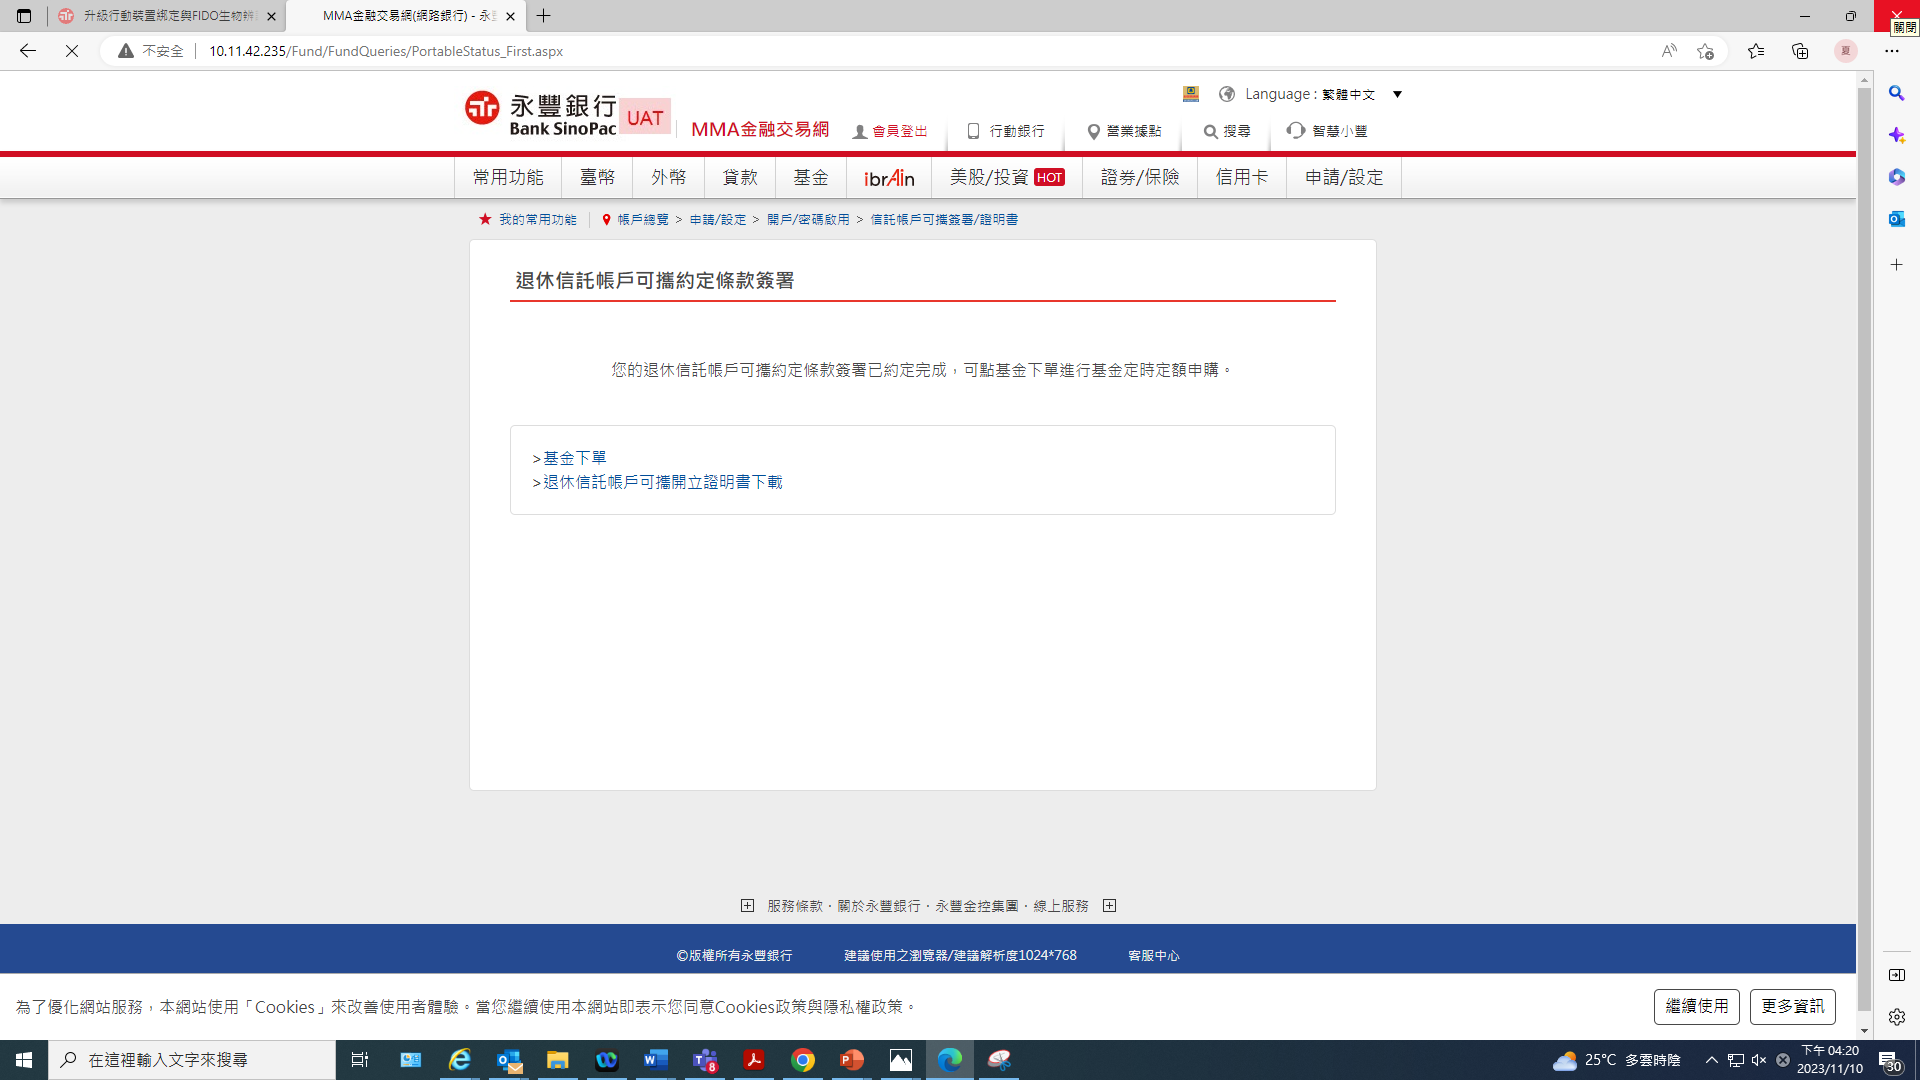 升級行動裝置綁定與FIDO生物辨
MMA金融交易網(網路銀行) - 永
關閉
不安全
10.11.42.235/Fund/FundQueries/PortableStatus_First.aspx
夏
Language : 繁體中文
永豐銀行
Bank SinoPac
UAT
MMA金融交易網
會員登出
行動銀行
營業據點
搜尋
智慧小豐
常用功能
臺幣
外幣
貸款
基金
ibrAin
美股/投資 HOT
證券/保險
信用卡
申請/設定
我的常用功能
帳戶總覽 > 申請/設定 > 開戶/密碼啟用 > 信託帳戶可攜簽署/證明書
退休信託帳戶可攜約定條款簽署
您的退休信託帳戶可攜約定條款簽署已約定完成，可點基金下單進行基金定時定額申購。
>基金下單
>退休信託帳戶可攜開立證明書下載
服務條款・關於永豐銀行・永豐金控集團・線上服務
©版權所有永豐銀行
建議使用之瀏覽器/建議解析度1024*768
客服中心
為了優化網站服務，本網站使用「Cookies」來改善使用者體驗。當您繼續使用本網站即表示您同意Cookies政策與隱私權政策。
繼續使用
更多資訊
在這裡輸入文字來搜尋
8
25°C 多雲時陰
下午 04:20
2023/11/10
30